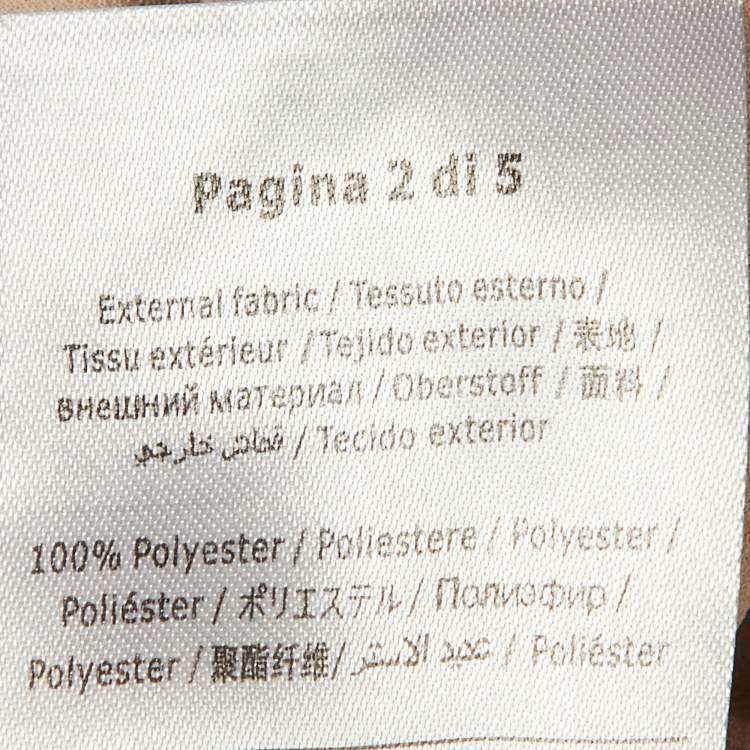 Pagina 2 di 5
External fabric / Tessuto esterno /
Tissu extérieur / Tejido exterior / 表地 /
внешний материал / Oberstoff / 面料 /
قماش خارجي / Tecido exterior
100% Polyester / Poliestere / Polyester /
Poliéster / ポリエステル / Полиэфир /
Polyester / 聚酯纤维/ عديد الاستر / Poliéster